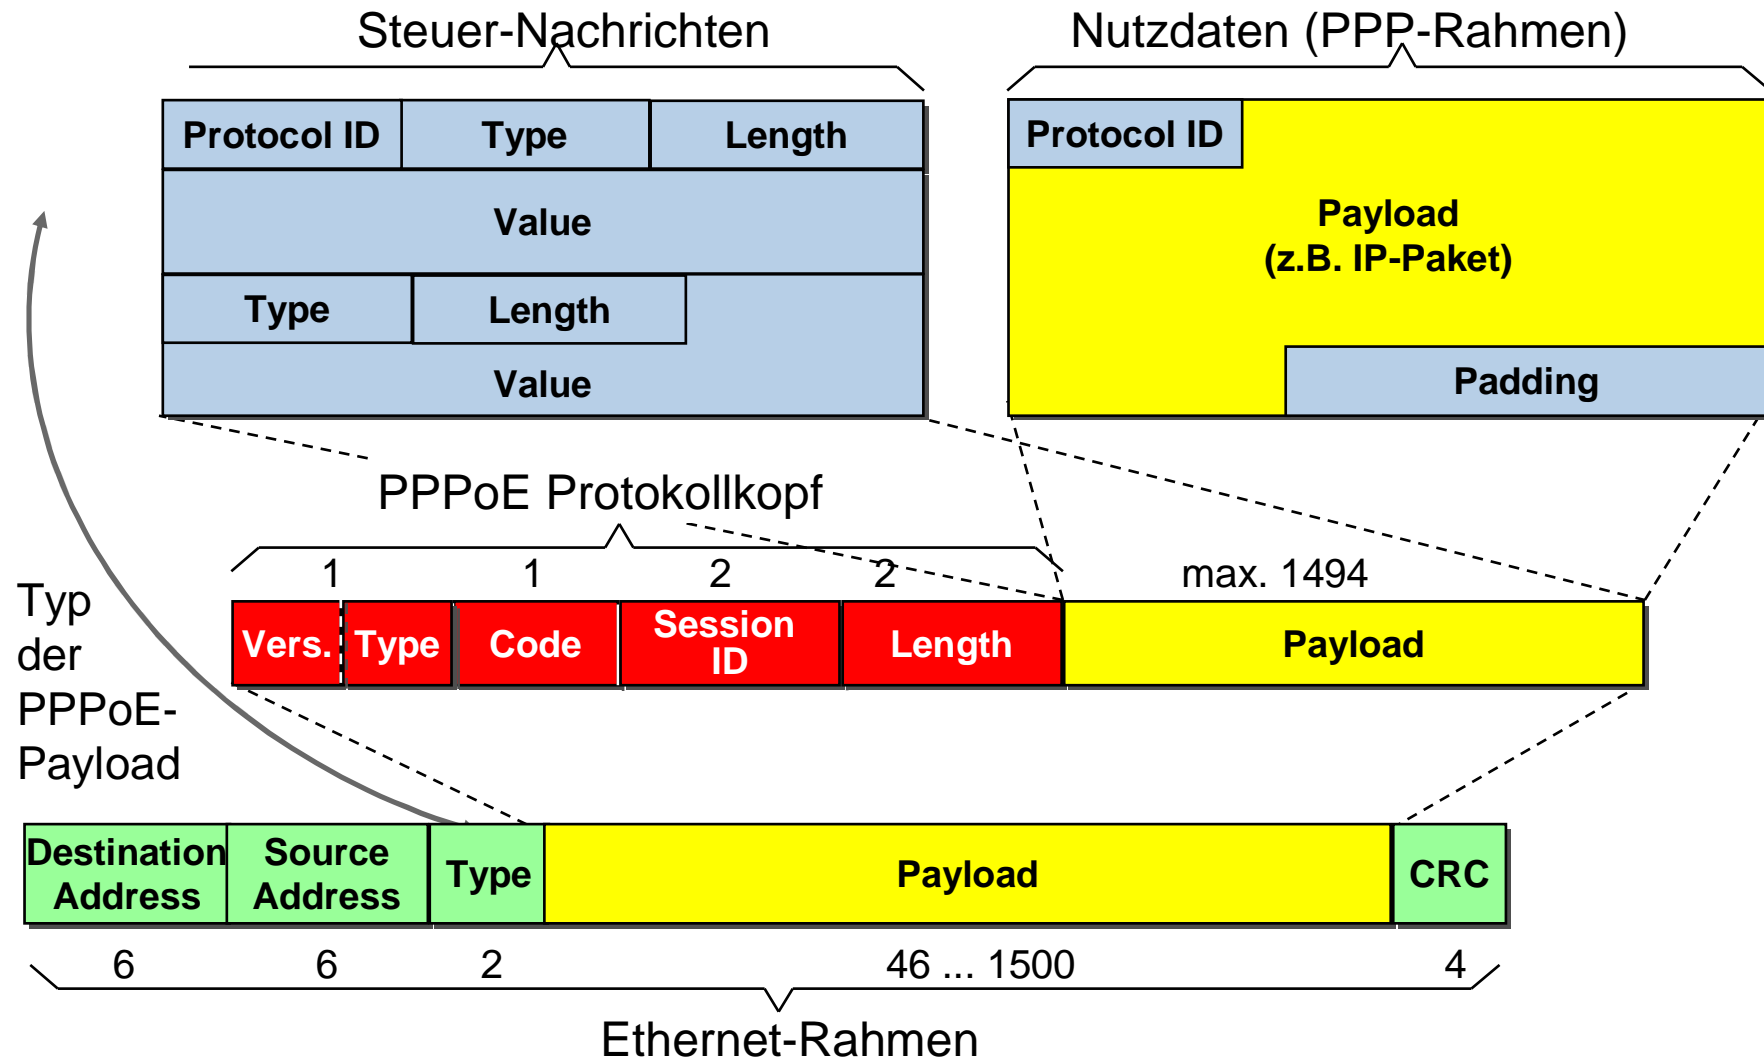 Steuer-Nachrichten
Nutzdaten (PPP-Rahmen)
Protocol ID
Type
Length
Value
Type
Length
Value
Protocol ID
Payload
(z.B. IP-Paket)
Padding
PPPoE Protokollkopf
1
1
2
2
max. 1494
Vers.
Type
Code
Session
ID
Length
Payload
Typ
der
PPPoE-
Payload
Destination
Address
Source
Address
Type
Payload
CRC
6
6
2
46 ... 1500
4
Ethernet-Rahmen